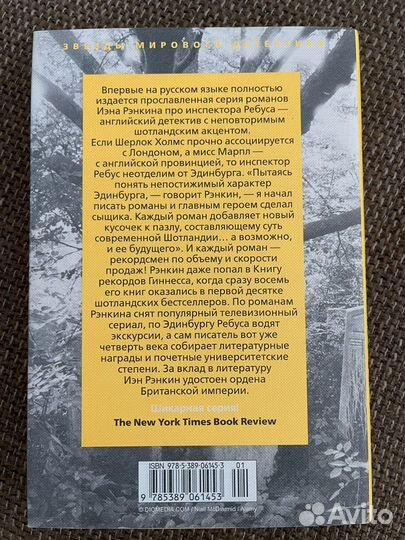 ЗВЕЗДЫ МИРОВОГО ДЕТЕКТИВА
Впервые на русском языке полностью
издается прославленная серия романов
Иэна Рэнкина про инспектора Ребуса —
английский детектив с неповторимым
шотландским акцентом.
Если Шерлок Холмс прочно ассоциируется
с Лондоном, а мисс Марпл —
с английской провинцией, то инспектор
Ребус неотделим от Эдинбурга. «Пытаясь
понять непостижимый характер
Эдинбурга, — говорит Рэнкин, — я начал
писать романы и главным героем сделал
сыщика. Каждый роман добавляет новый
кусочек к пазлу, составляющему суть
современной Шотландии... а возможно,
и ее будущего». И каждый роман —
рекордсмен по объему и скорости
продаж! Рэнкин даже попал в Книгу
рекордов Гиннесса, когда сразу восемь
его книг оказались в первой десятке
шотландских бестселлеров. По романам
Рэнкина снят популярный телевизионный
сериал, по Эдинбургу Ребуса водят
экскурсии, а сам писатель вот уже
четверть века собирает литературные
награды и почетные университетские
степени. За вклад в литературу
Иэн Рэнкин удостоен ордена
Британской империи.
Шикарная серия!
The New York Times Book Review
ISBN 978-5-389-06145-3
01
9 785389 061453
© DIOMEDIA.COM / Niall McDiarmid / Alamy
Avito